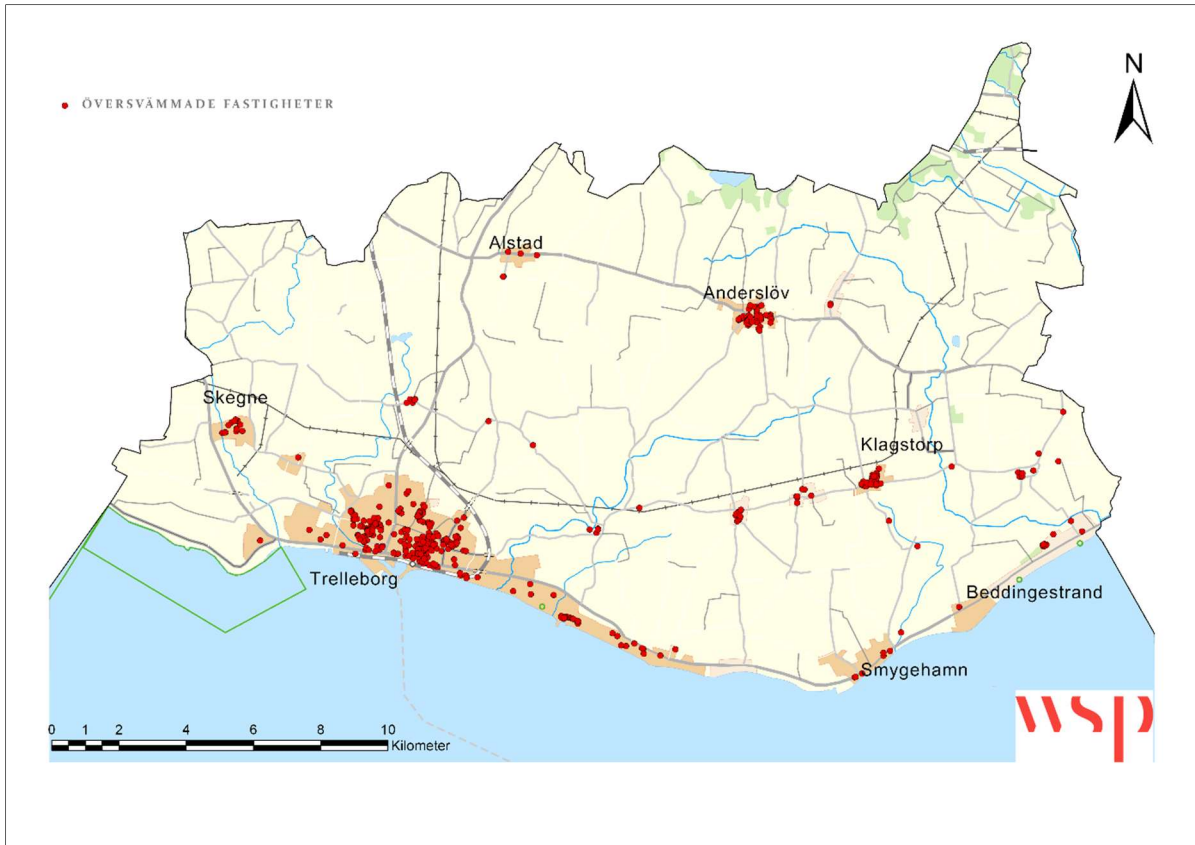 N
ÖVERSVÄMMADE FASTIGHETER
Alstad
Anderslöv
Skegne
Klagstorp
Trelleborg
Beddingestrand
Smygehamn
wsp
0 1 2 4 6 8 10
Kilometer